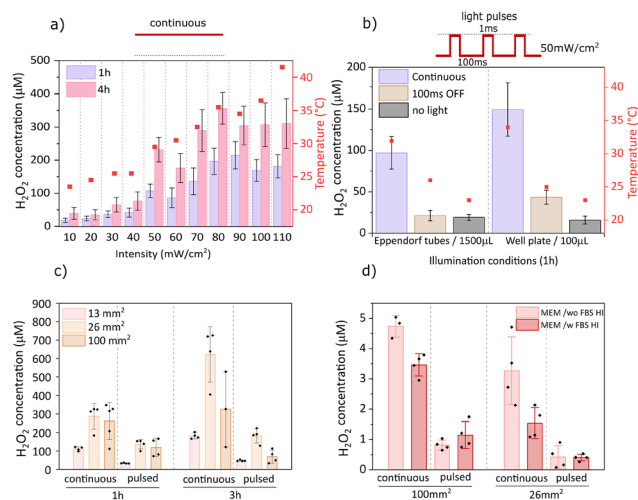 a)
continuous
1h
4h
H₂O₂ concentration (μM)
500
400
300
200
100
0
10 20 30 40 50 60 70 80 90 100 110
Intensity (mW/cm²)
40
35
30
25
20
Temperature (°C)
b)
light pulses
1ms
100ms
50mW/cm²
Continuous
100ms OFF
no light
H₂O₂ concentration (μM)
200
150
100
50
0
Eppendorf tubes / 1500μL Well plate / 100μL
Illumination conditions (1h)
40
35
30
25
20
Temperature (°C)
c)
13 mm²
26 mm²
100 mm²
H₂O₂ concentration (μM)
900
800
700
600
500
400
300
200
100
0
continuous pulsed continuous pulsed
1h 3h
d)
MEM /wo FBS HI
MEM /w FBS HI
H₂O₂ concentration (μM)
6
5
4
3
2
1
0
continuous pulsed continuous pulsed
100mm² 26mm²